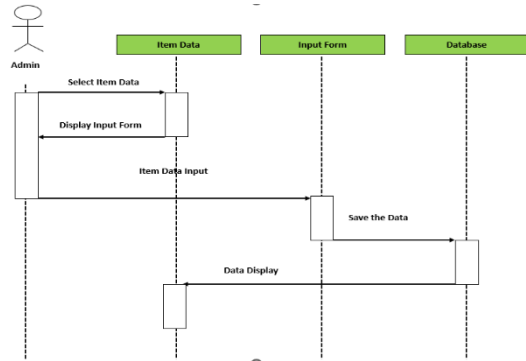 Item Data
Input Form
Database
Admin
Select Item Data
Display Input Form
Item Data Input
Save the Data
Data Display